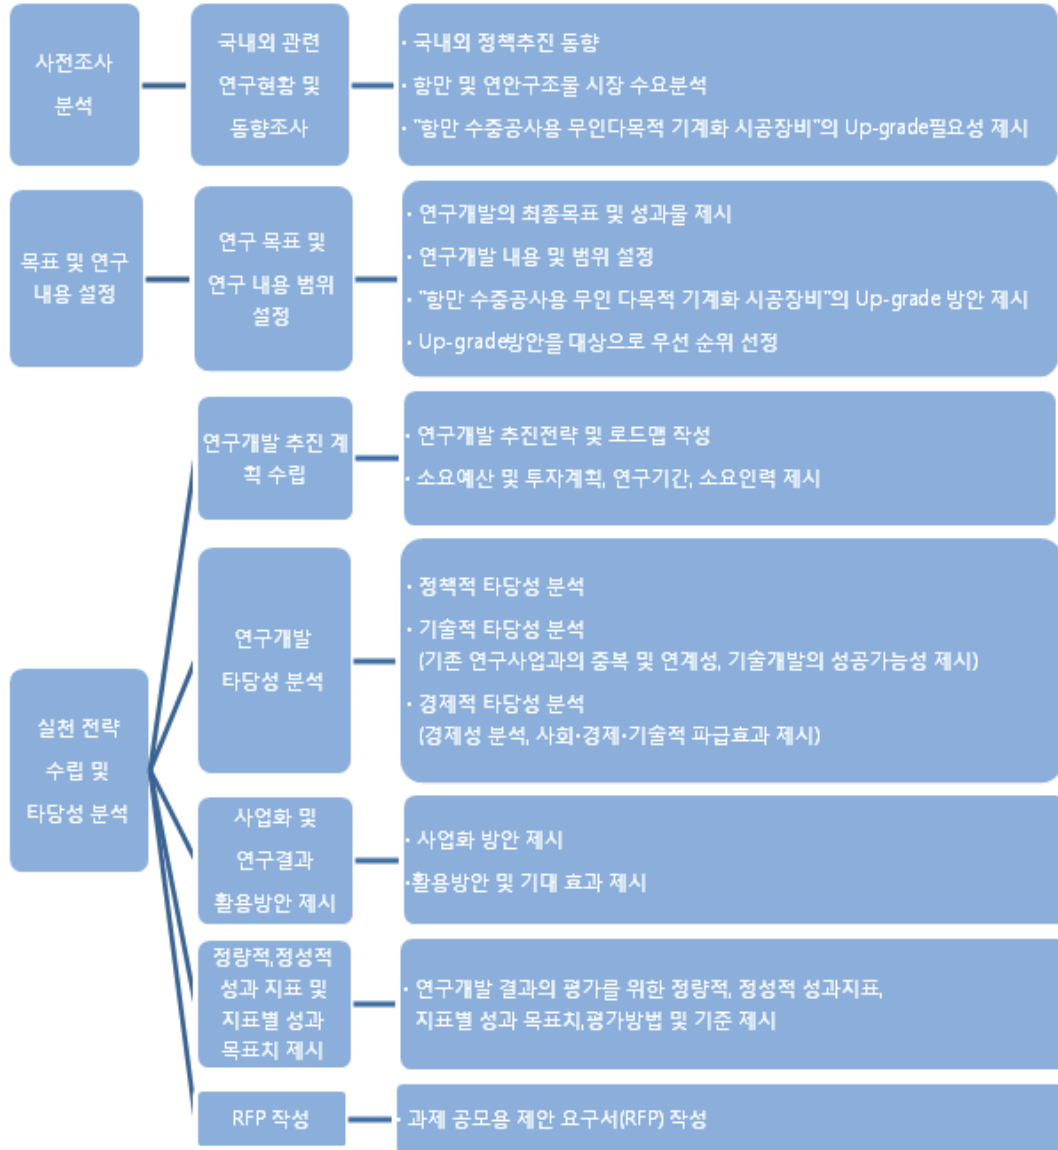 사전조사
분석
국내외 관련
연구현황 및
동향조사
· 국내외 정책추진 동향
· 항만 및 연안구조물 시장 수요분석
· "항만 수중공사용 무인다목적 기계화 시공장비"의 Up-grade필요성 제시
목표 및 연구
내용 설정
연구 목표 및
연구 내용 범위
설정
· 연구개발의 최종목표 및 성과물 제시
· 연구개발 내용 및 범위 설정
· "항만 수중공사용 무인 다목적 기계화 시공장비"의 Up-grade 방안 제시
· Up-grade방안을 대상으로 우선 순위 선정
실천 전략
수립 및
타당성 분석
연구개발 추진 계
획 수립
· 연구개발 추진전략 및 로드맵 작성
· 소요예산 및 투자계획, 연구기간, 소요인력 제시
연구개발
타당성 분석
· 정책적 타당성 분석
· 기술적 타당성 분석
(기존 연구사업과의 중복 및 연계성, 기술개발의 성공가능성 제시)
· 경제적 타당성 분석
(경제성 분석, 사회·경제·기술적 파급효과 제시)
사업화 및
연구결과
활용방안 제시
· 사업화 방안 제시
·활용방안 및 기대 효과 제시
정량적,정성적
성과 지표 및
지표별 성과
목표치 제시
· 연구개발 결과의 평가를 위한 정량적, 정성적 성과지표,
지표별 성과 목표치,평가방법 및 기준 제시
RFP 작성
· 과제 공모용 제안 요구서(RFP) 작성